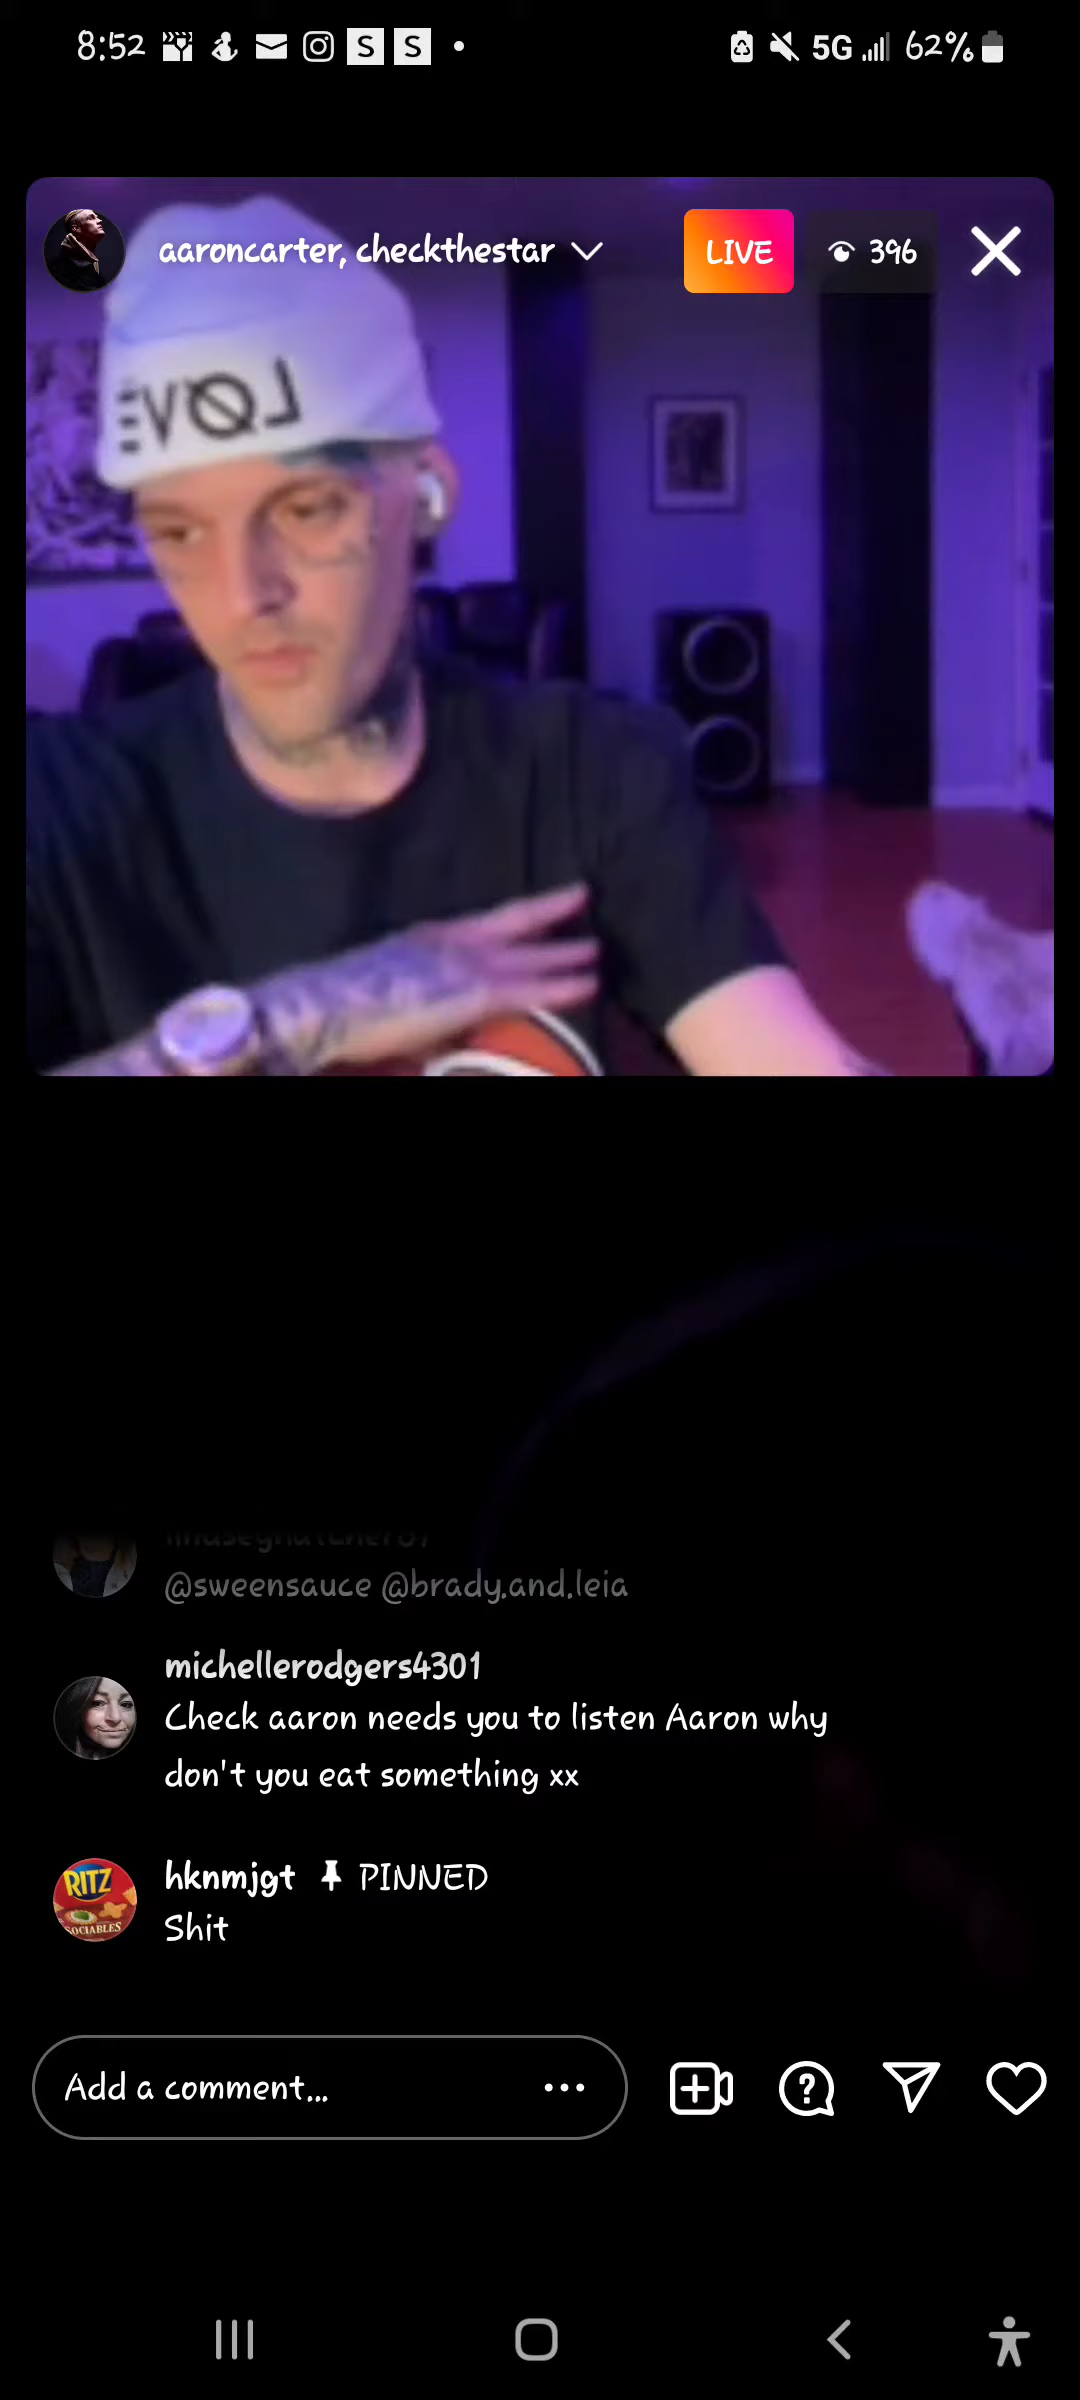 8:52 S S 5G 62%
aaroncarter, checkthestar LIVE 396
LOVE
@sweensauce @brady.and.leia
michellerodgers4301
Check aaron needs you to listen Aaron why
don't you eat something xx
RITZ
hknmjgt PINNED
Shit
Add a comment...